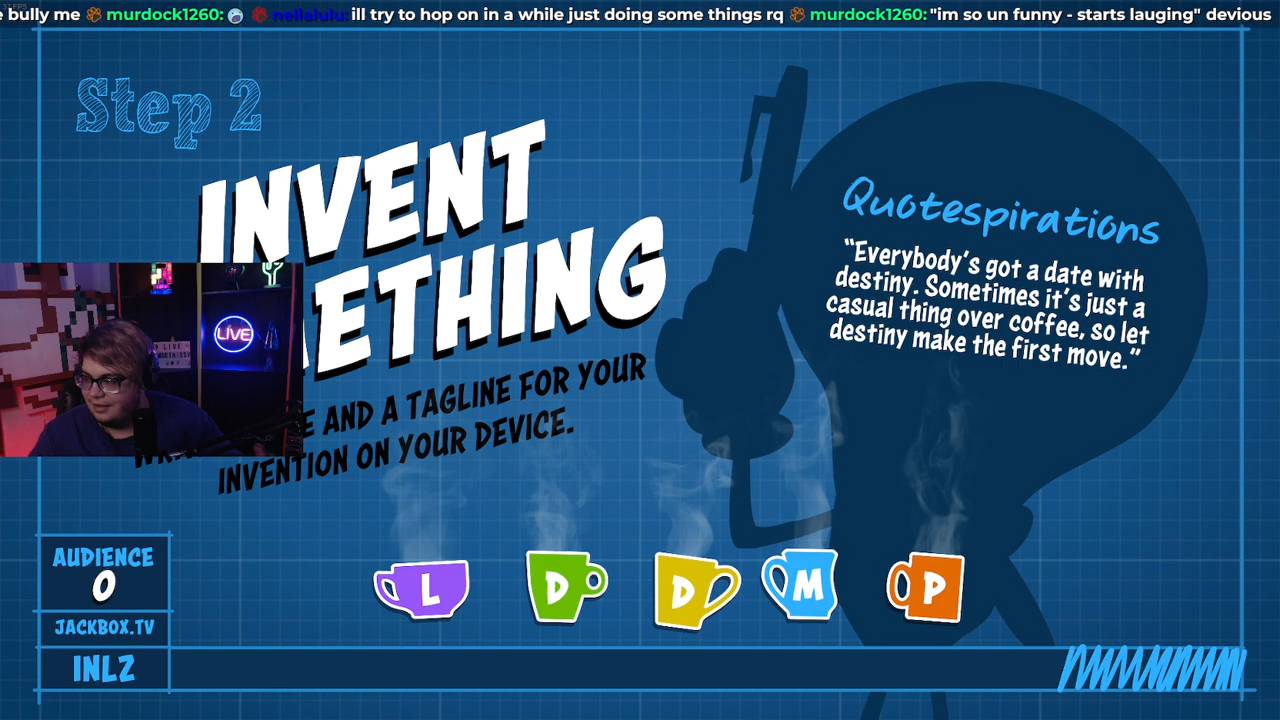 e bully me murdock1260: nellalulu: ill try to hop on in a while just doing some things rq murdock1260: "im so un funny - starts lauging" devious
Step 2
INVENT
ETHING
E AND A TAGLINE FOR YOUR
INVENTION ON YOUR DEVICE.
Quotespirations
"Everybody's got a date with
destiny. Sometimes it's just a
casual thing over coffee, so let
destiny make the first move."
LIVE
LIVE
L
D
D
M
P
AUDIENCE
0
JACKBOX.TV
INLZ